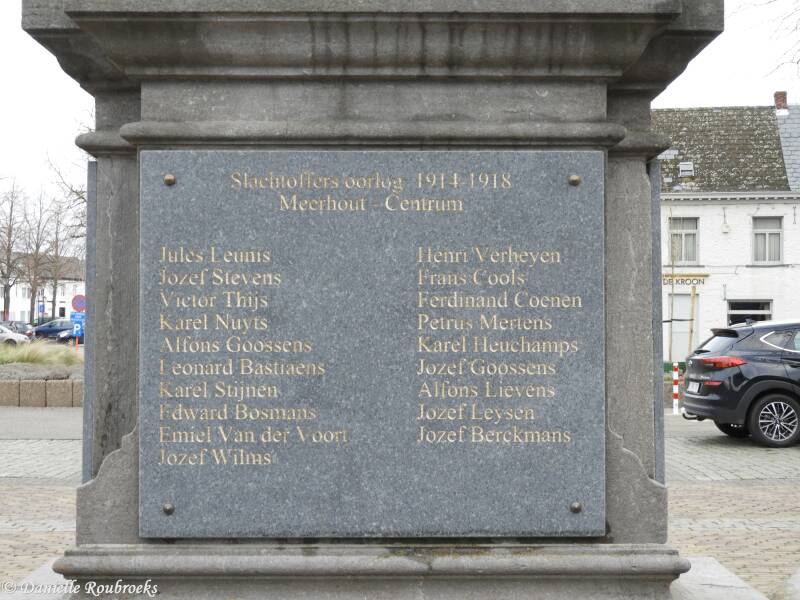 Slachtoffers oorlog 1914-1918
Meerhout - Centrum
Jules Leunis
Jozef Stevens
Victor Thijs
Karel Nuyts
Alfons Goossens
Leonard Bastiaens
Karel Stijnen
Edward Bosmans
Emiel Van der Voort
Jozef Wilms
Henri Verheyen
Frans Cools
Ferdinand Coenen
Petrus Mertens
Karel Heuchamps
Jozef Goossens
Alfons Lievens
Jozef Leysen
Jozef Berckmans
DE KROON
P
© Danielle Roubroeks